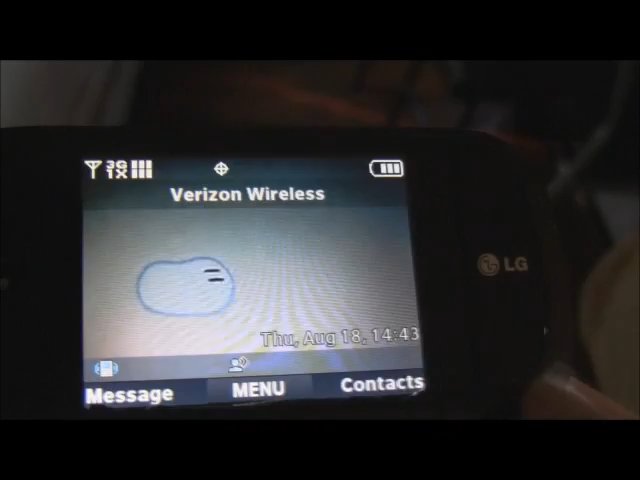 3G
1X
Verizon Wireless
LG
Thu, Aug 18, 14:43
Message MENU Contacts